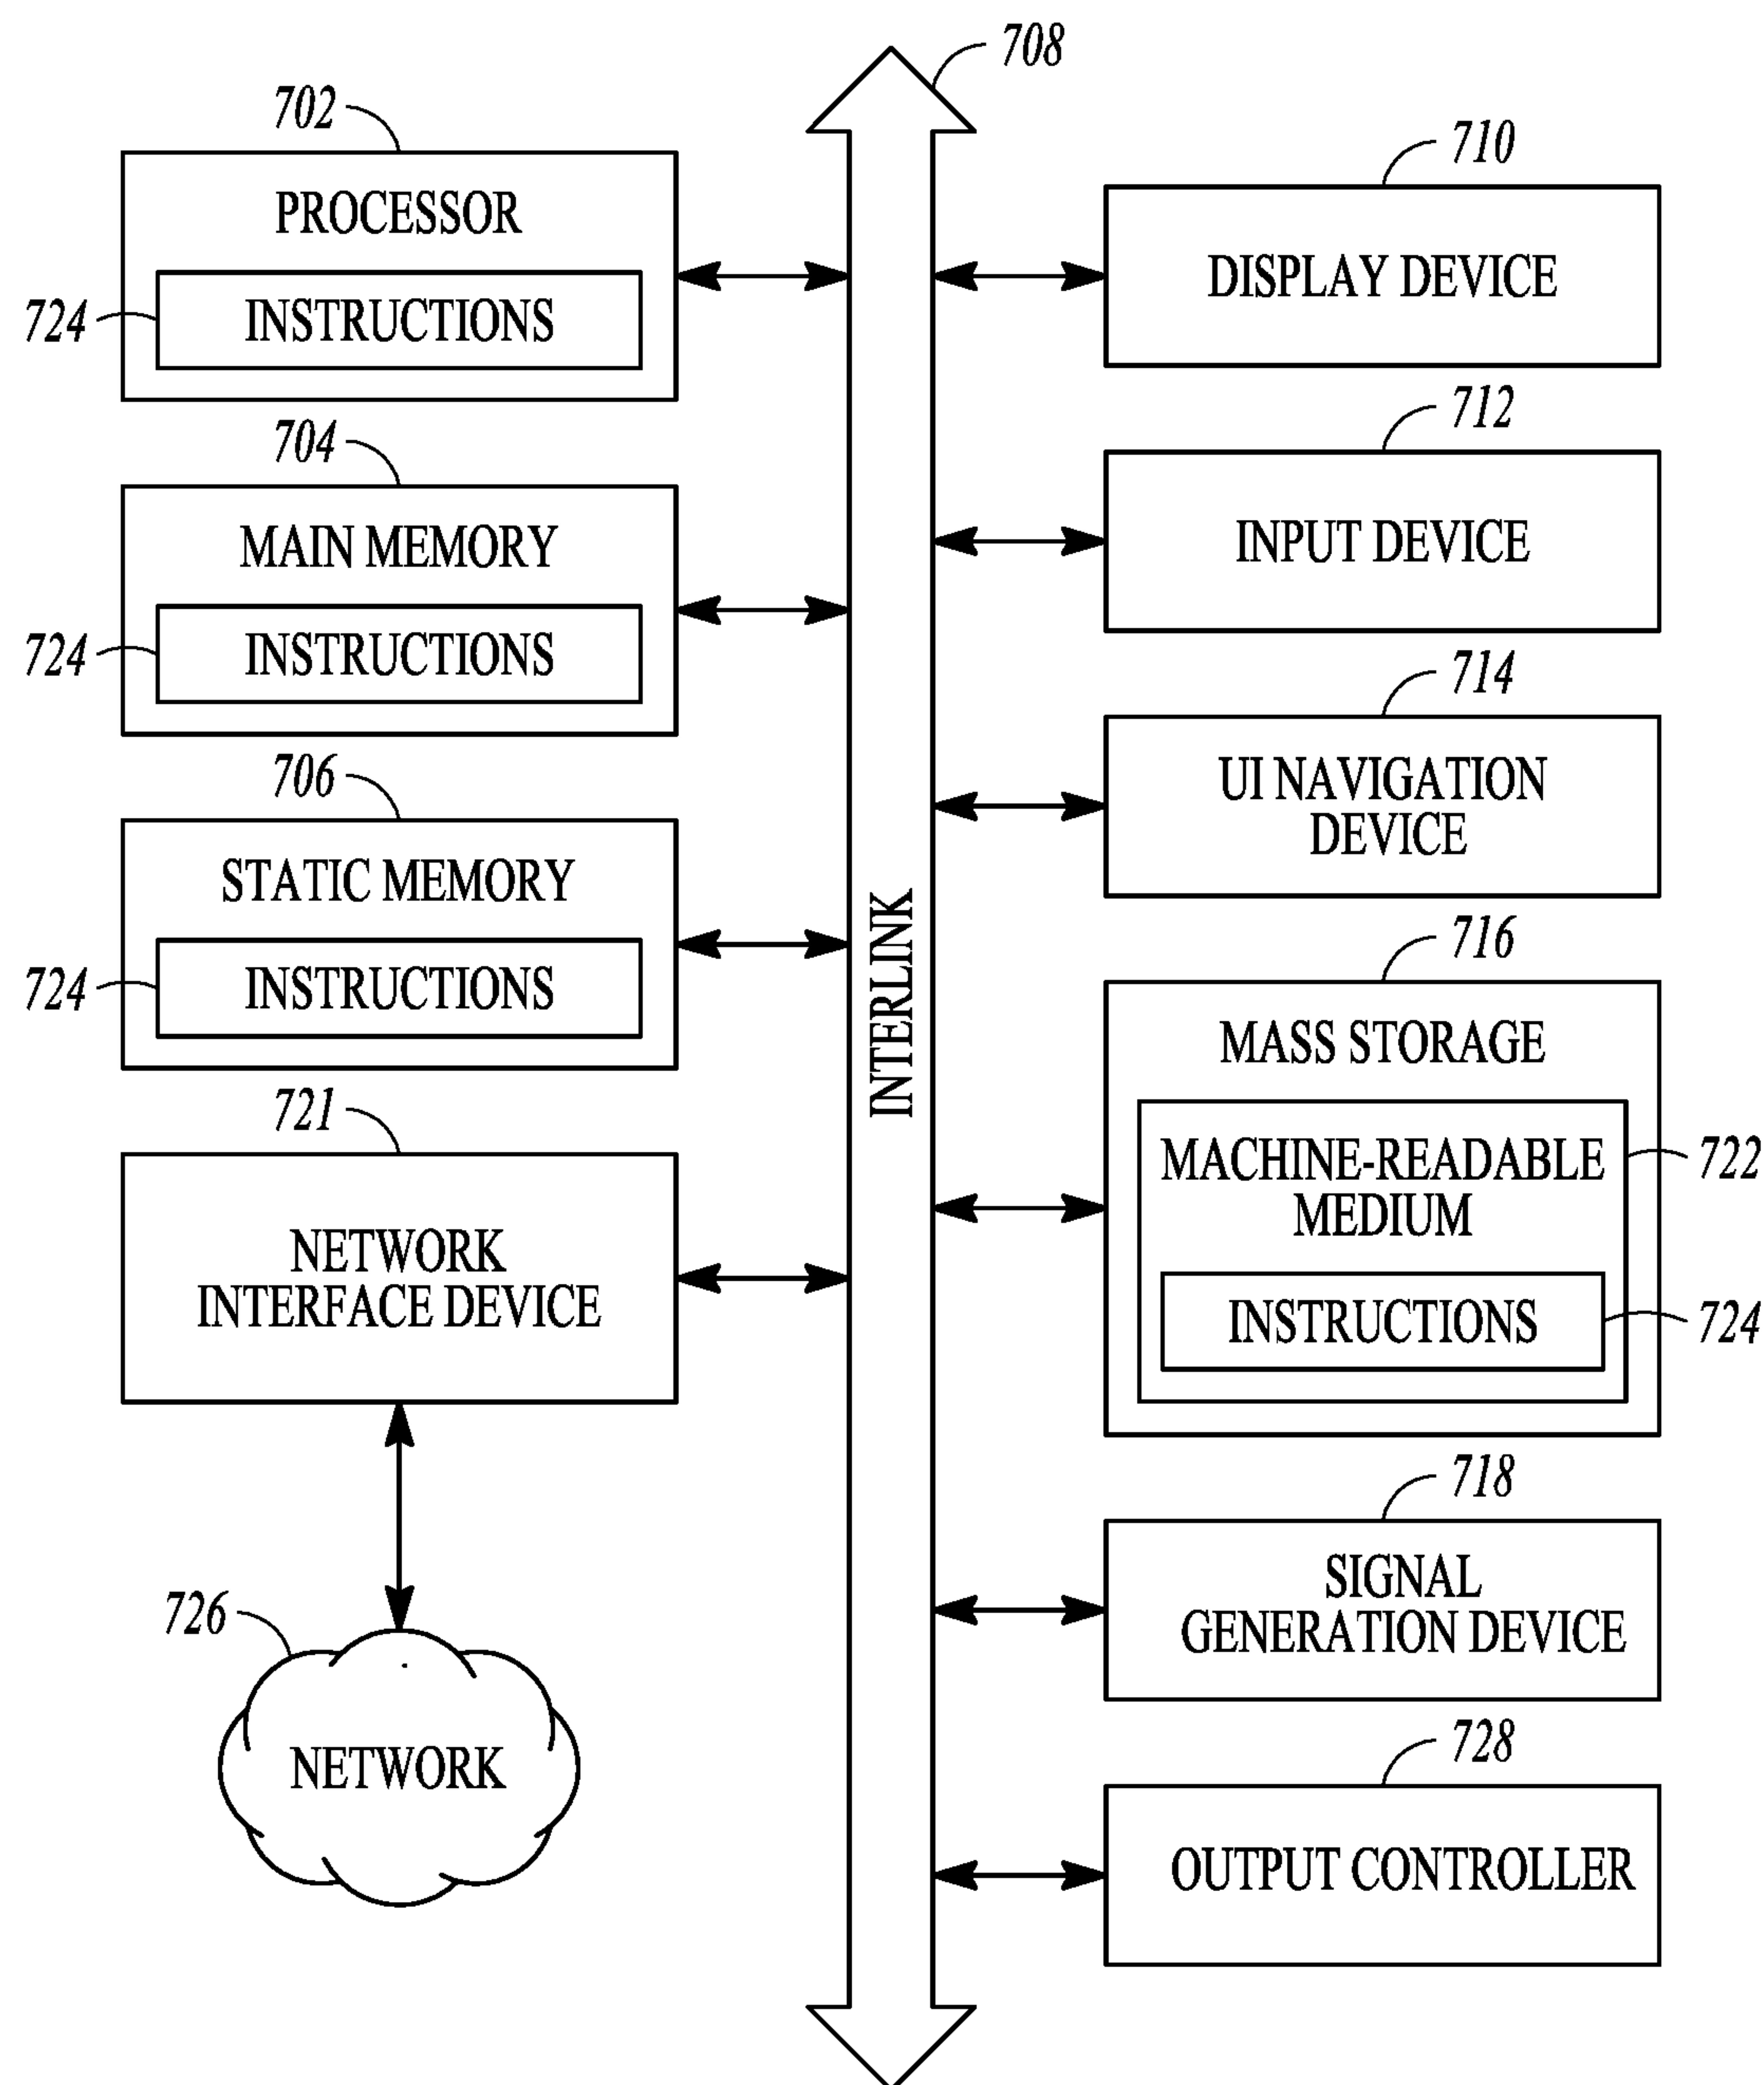 708
702
PROCESSOR
724
INSTRUCTIONS
704
MAIN MEMORY
724
INSTRUCTIONS
706
STATIC MEMORY
724
INSTRUCTIONS
721
NETWORK
INTERFACE DEVICE
726
NETWORK
INTERLINK
710
DISPLAY DEVICE
712
INPUT DEVICE
714
UI NAVIGATION
DEVICE
716
MASS STORAGE
722
MACHINE-READABLE
MEDIUM
INSTRUCTIONS
724
718
SIGNAL
GENERATION DEVICE
728
OUTPUT CONTROLLER